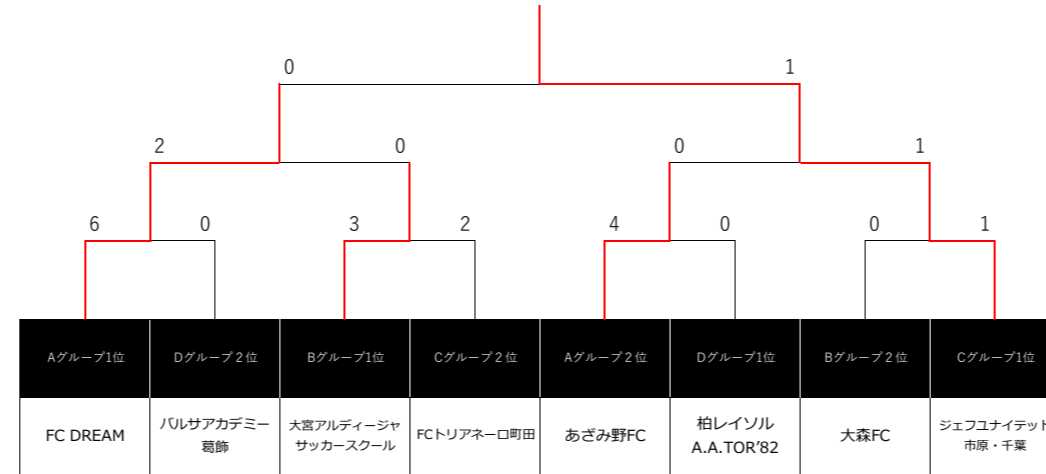 0 1
2 0 0 1
6 0 3 2 4 0 0 1
Aグループ1位 Dグループ２位 Bグループ1位 Cグループ２位 Aグループ２位 Dグループ1位 Bグループ２位 Cグループ1位
FC DREAM
バルサアカデミー
葛飾
大宮アルディージャ
サッカースクール
FCトリアネーロ町田
あざみ野FC
柏レイソル
A.A.TOR’82
大森FC
ジェフユナイテッド
市原・千葉